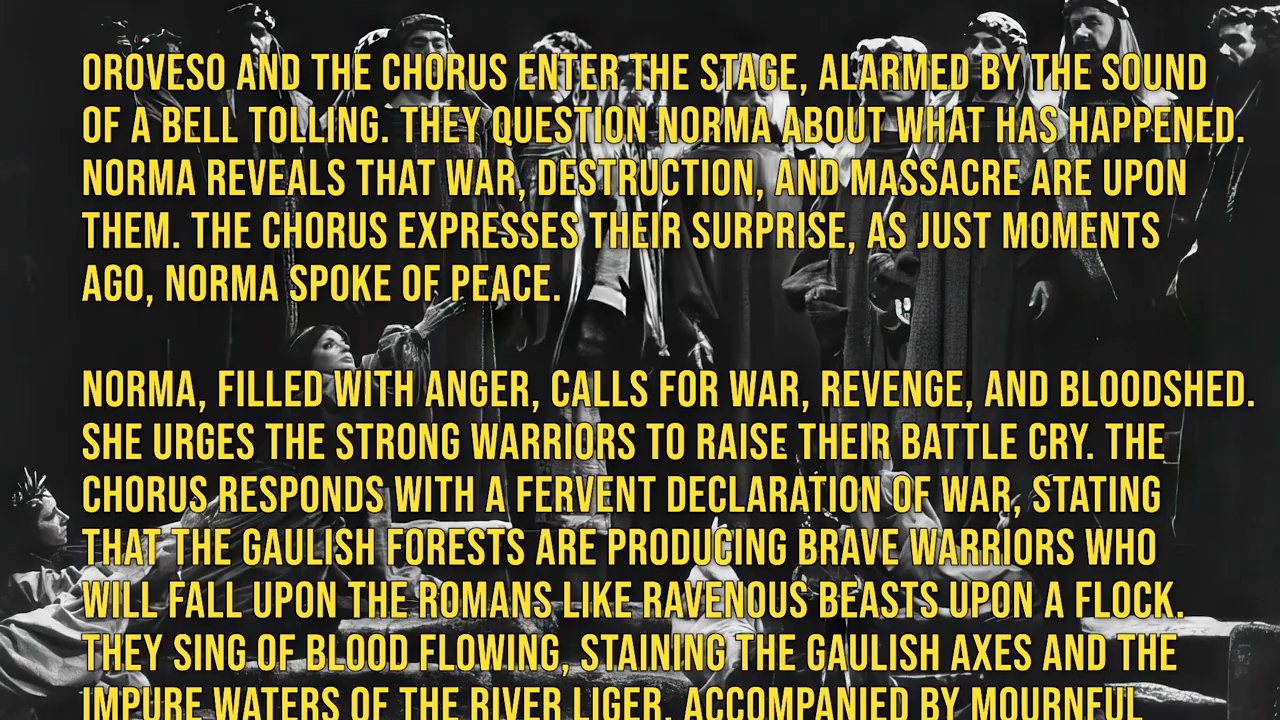 OROVESO AND THE CHORUS ENTER THE STAGE, ALARMED BY THE SOUND
OF A BELL TOLLING. THEY QUESTION NORMA ABOUT WHAT HAS HAPPENED.
NORMA REVEALS THAT WAR, DESTRUCTION, AND MASSACRE ARE UPON
THEM. THE CHORUS EXPRESSES THEIR SURPRISE, AS JUST MOMENTS
AGO, NORMA SPOKE OF PEACE.
NORMA, FILLED WITH ANGER, CALLS FOR WAR, REVENGE, AND BLOODSHED.
SHE URGES THE STRONG WARRIORS TO RAISE THEIR BATTLE CRY. THE
CHORUS RESPONDS WITH A FERVENT DECLARATION OF WAR, STATING
THAT THE GAULISH FORESTS ARE PRODUCING BRAVE WARRIORS WHO
WILL FALL UPON THE ROMANS LIKE RAVENOUS BEASTS UPON A FLOCK.
THEY SING OF BLOOD FLOWING, STAINING THE GAULISH AXES AND THE
IMPURE WATERS OF THE RIVER LIGER, ACCOMPANIED BY MOURNFUL